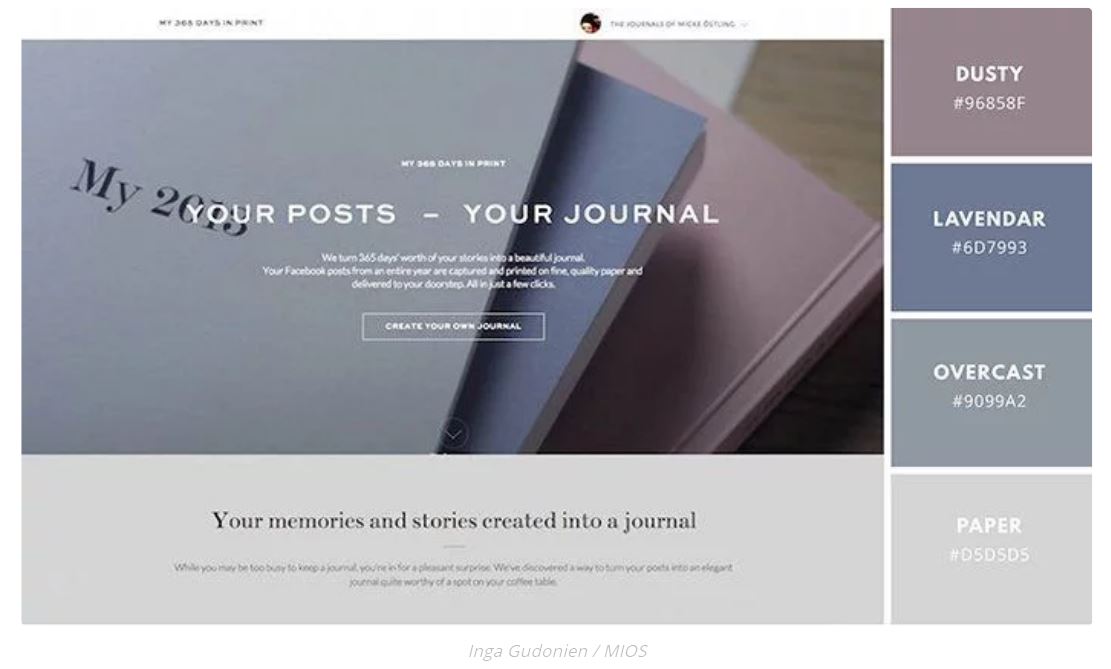 MY 365 DAYS IN PRINT
THE JOURNALS OF MICKE ÖSTLING
My 2015
MY 365 DAYS IN PRINT
YOUR POSTS – YOUR JOURNAL
We turn 365 days' worth of your stories into a beautiful journal.
Your Facebook posts from an entire year are captured and printed on fine, quality paper and
delivered to your doorstep. All in just a few clicks.
CREATE YOUR OWN JOURNAL
Your memories and stories created into a journal
While you may be too busy to keep a journal, you're in for a pleasant surprise. We've discovered a way to turn your posts into an elegant
journal quite worthy of a spot on your coffee table.
DUSTY
#96858F
LAVENDAR
#6D7993
OVERCAST
#9099A2
PAPER
#D5D5D5
Inga Gudonien / MIOS